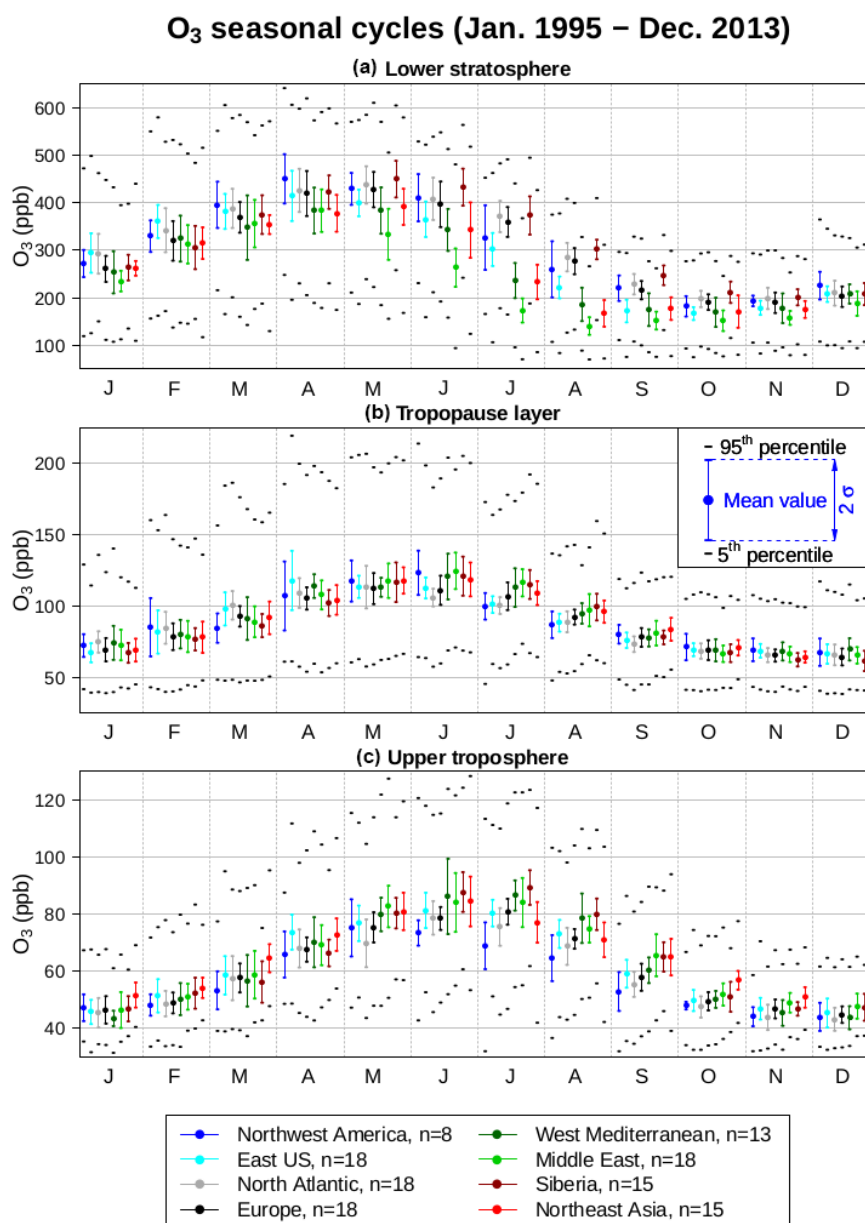 O3 seasonal cycles (Jan. 1995 − Dec. 2013)
(a) Lower stratosphere
O3 (ppb)
600
500
400
300
200
100
J F M A M J J A S O N D
(b) Tropopause layer
O3 (ppb)
200
150
100
50
95th percentile
Mean value
2 σ
5th percentile
J F M A M J J A S O N D
(c) Upper troposphere
O3 (ppb)
120
100
80
60
40
J F M A M J J A S O N D
Northwest America, n=8
East US, n=18
North Atlantic, n=18
Europe, n=18
West Mediterranean, n=13
Middle East, n=18
Siberia, n=15
Northeast Asia, n=15